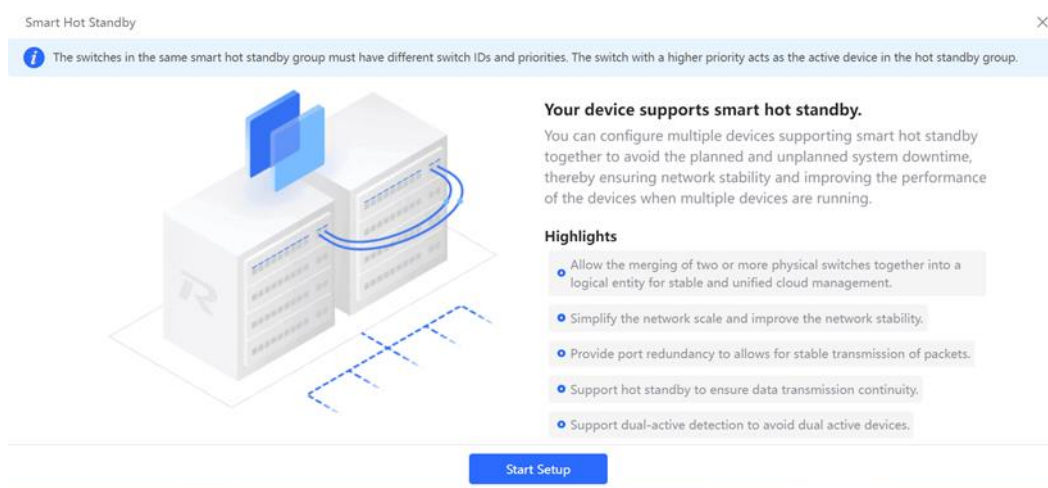 Smart Hot Standby
The switches in the same smart hot standby group must have different switch IDs and priorities. The switch with a higher priority acts as the active device in the hot standby group.
Your device supports smart hot standby.
You can configure multiple devices supporting smart hot standby
together to avoid the planned and unplanned system downtime,
thereby ensuring network stability and improving the performance
of the devices when multiple devices are running.
Highlights
Allow the merging of two or more physical switches together into a
logical entity for stable and unified cloud management.
Simplify the network scale and improve the network stability.
Provide port redundancy to allows for stable transmission of packets.
Support hot standby to ensure data transmission continuity.
Support dual-active detection to avoid dual active devices.
Start Setup